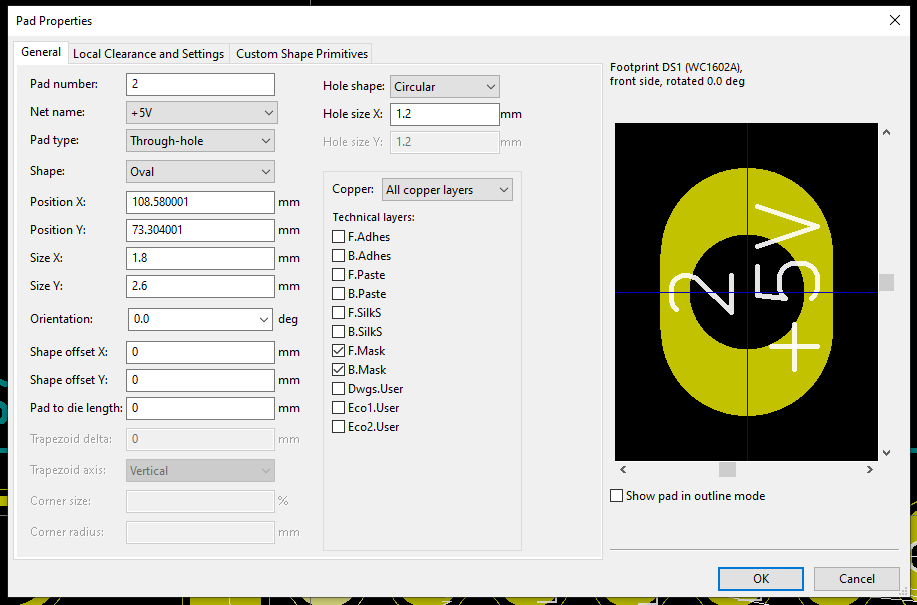 Pad Properties
General
Local Clearance and Settings
Custom Shape Primitives
Pad number:
2
Net name:
+5V
Pad type:
Through-hole
Shape:
Oval
Position X:
108.580001
mm
Position Y:
73.304001
mm
Size X:
1.8
mm
Size Y:
2.6
mm
Orientation:
0.0
deg
Shape offset X:
0
mm
Shape offset Y:
0
mm
Pad to die length:
0
mm
Trapezoid delta:
0
mm
Trapezoid axis:
Vertical
Corner size:
%
Corner radius:
mm
Hole shape:
Circular
Hole size X:
1.2
mm
Hole size Y:
1.2
mm
Copper:
All copper layers
Technical layers:
F.Adhes
B.Adhes
F.Paste
B.Paste
F.SilkS
B.SilkS
F.Mask
B.Mask
Dwgs.User
Eco1.User
Eco2.User
Footprint DS1 (WC1602A),
front side, rotated 0.0 deg
2
+5V
Show pad in outline mode
OK
Cancel